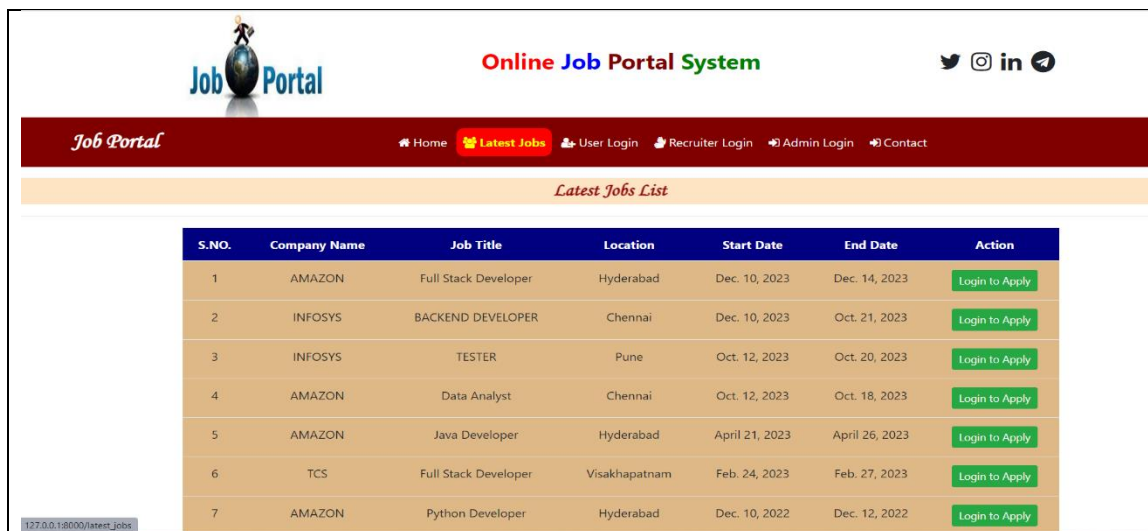 Job Portal
Online Job Portal System
Job Portal
Home Latest Jobs User Login Recruiter Login Admin Login Contact
Latest Jobs List
S.NO. Company Name Job Title Location Start Date End Date Action
1 AMAZON Full Stack Developer Hyderabad Dec. 10, 2023 Dec. 14, 2023 Login to Apply
2 INFOSYS BACKEND DEVELOPER Chennai Dec. 10, 2023 Oct. 21, 2023 Login to Apply
3 INFOSYS TESTER Pune Oct. 12, 2023 Oct. 20, 2023 Login to Apply
4 AMAZON Data Analyst Chennai Oct. 12, 2023 Oct. 18, 2023 Login to Apply
5 AMAZON Java Developer Hyderabad April 21, 2023 April 26, 2023 Login to Apply
6 TCS Full Stack Developer Visakhapatnam Feb. 24, 2023 Feb. 27, 2023 Login to Apply
7 AMAZON Python Developer Hyderabad Dec. 10, 2022 Dec. 12, 2022 Login to Apply
127.0.0.1:8000/latest_jobs